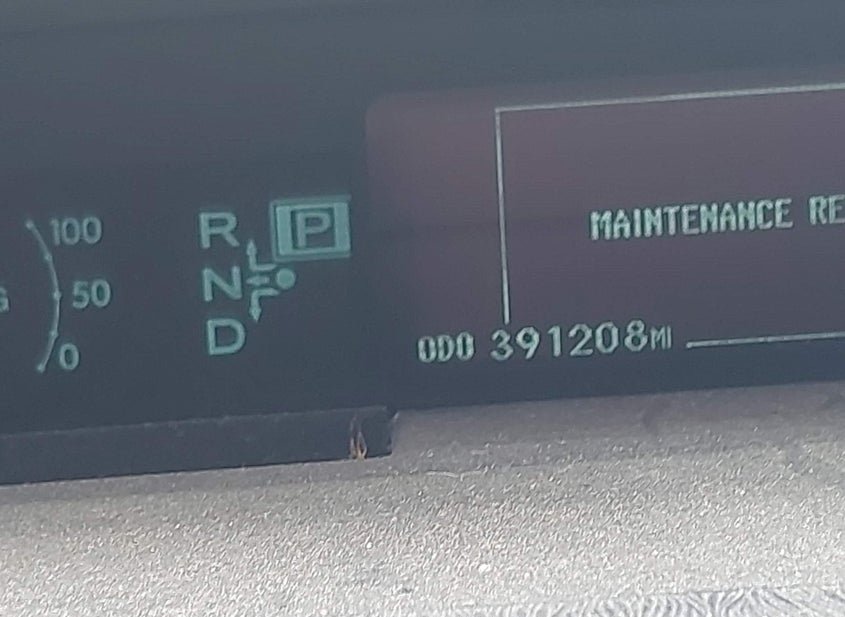 100
50
0
R P
N
D
MAINTENANCE RE
ODO 391208MI